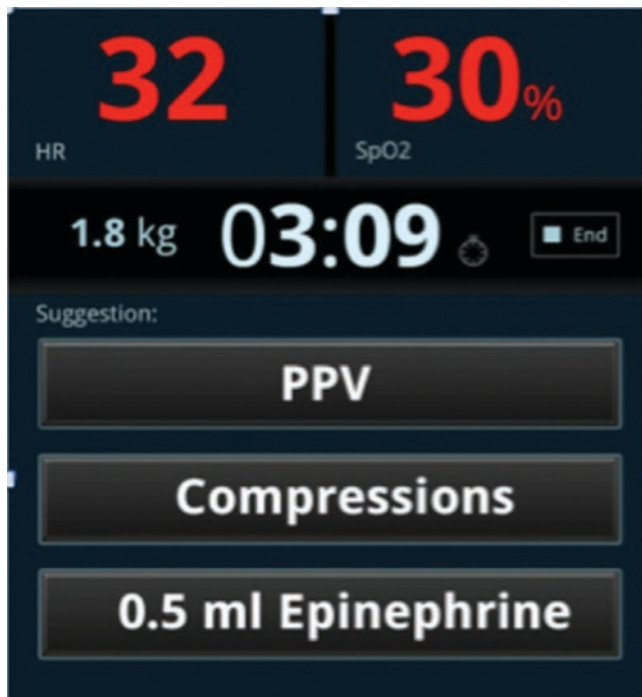 32 30%
HR SpO2
1.8 kg 03:09 End
Suggestion:
PPV
Compressions
0.5 ml Epinephrine